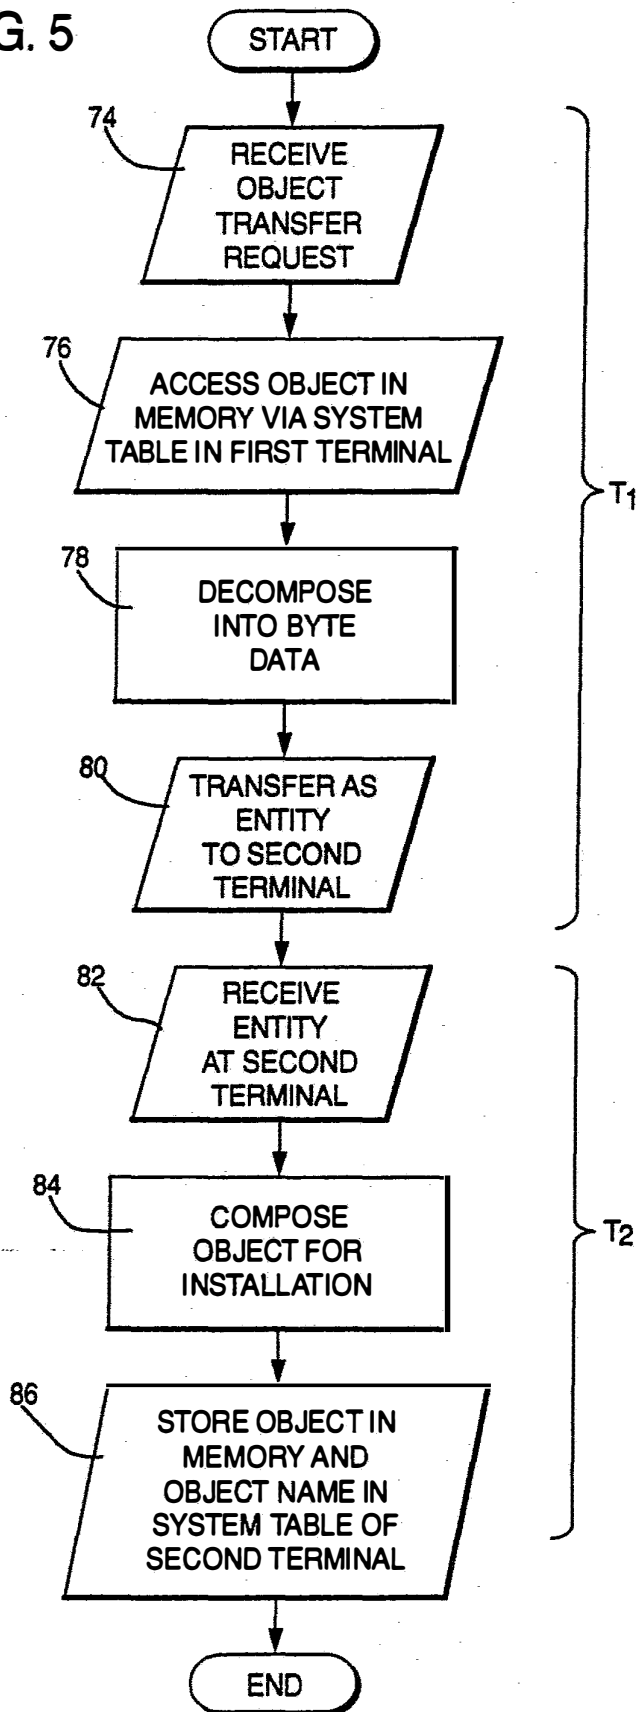 G. 5
START
74
RECEIVE
OBJECT
TRANSFER
REQUEST
76
ACCESS OBJECT IN
MEMORY VIA SYSTEM
TABLE IN FIRST TERMINAL
T1
78
DECOMPOSE
INTO BYTE
DATA
80
TRANSFER AS
ENTITY
TO SECOND
TERMINAL
82
RECEIVE
ENTITY
AT SECOND
TERMINAL
84
COMPOSE
OBJECT FOR
INSTALLATION
T2
86
STORE OBJECT IN
MEMORY AND
OBJECT NAME IN
SYSTEM TABLE OF
SECOND TERMINAL
END